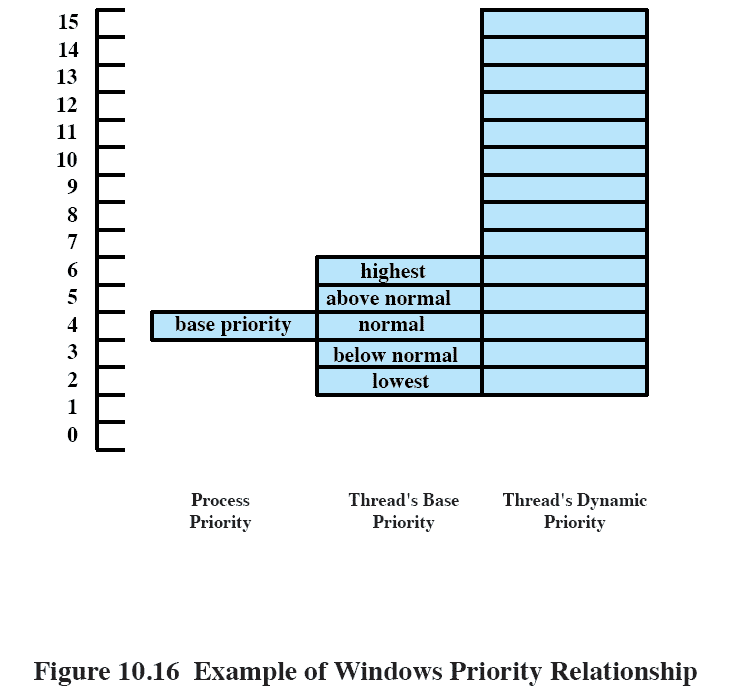 15
14
13
12
11
10
9
8
7
6 highest
5 above normal
4 base priority normal
3 below normal
2 lowest
1
0
Process Priority
Thread's Base Priority
Thread's Dynamic Priority
Figure 10.16 Example of Windows Priority Relationship